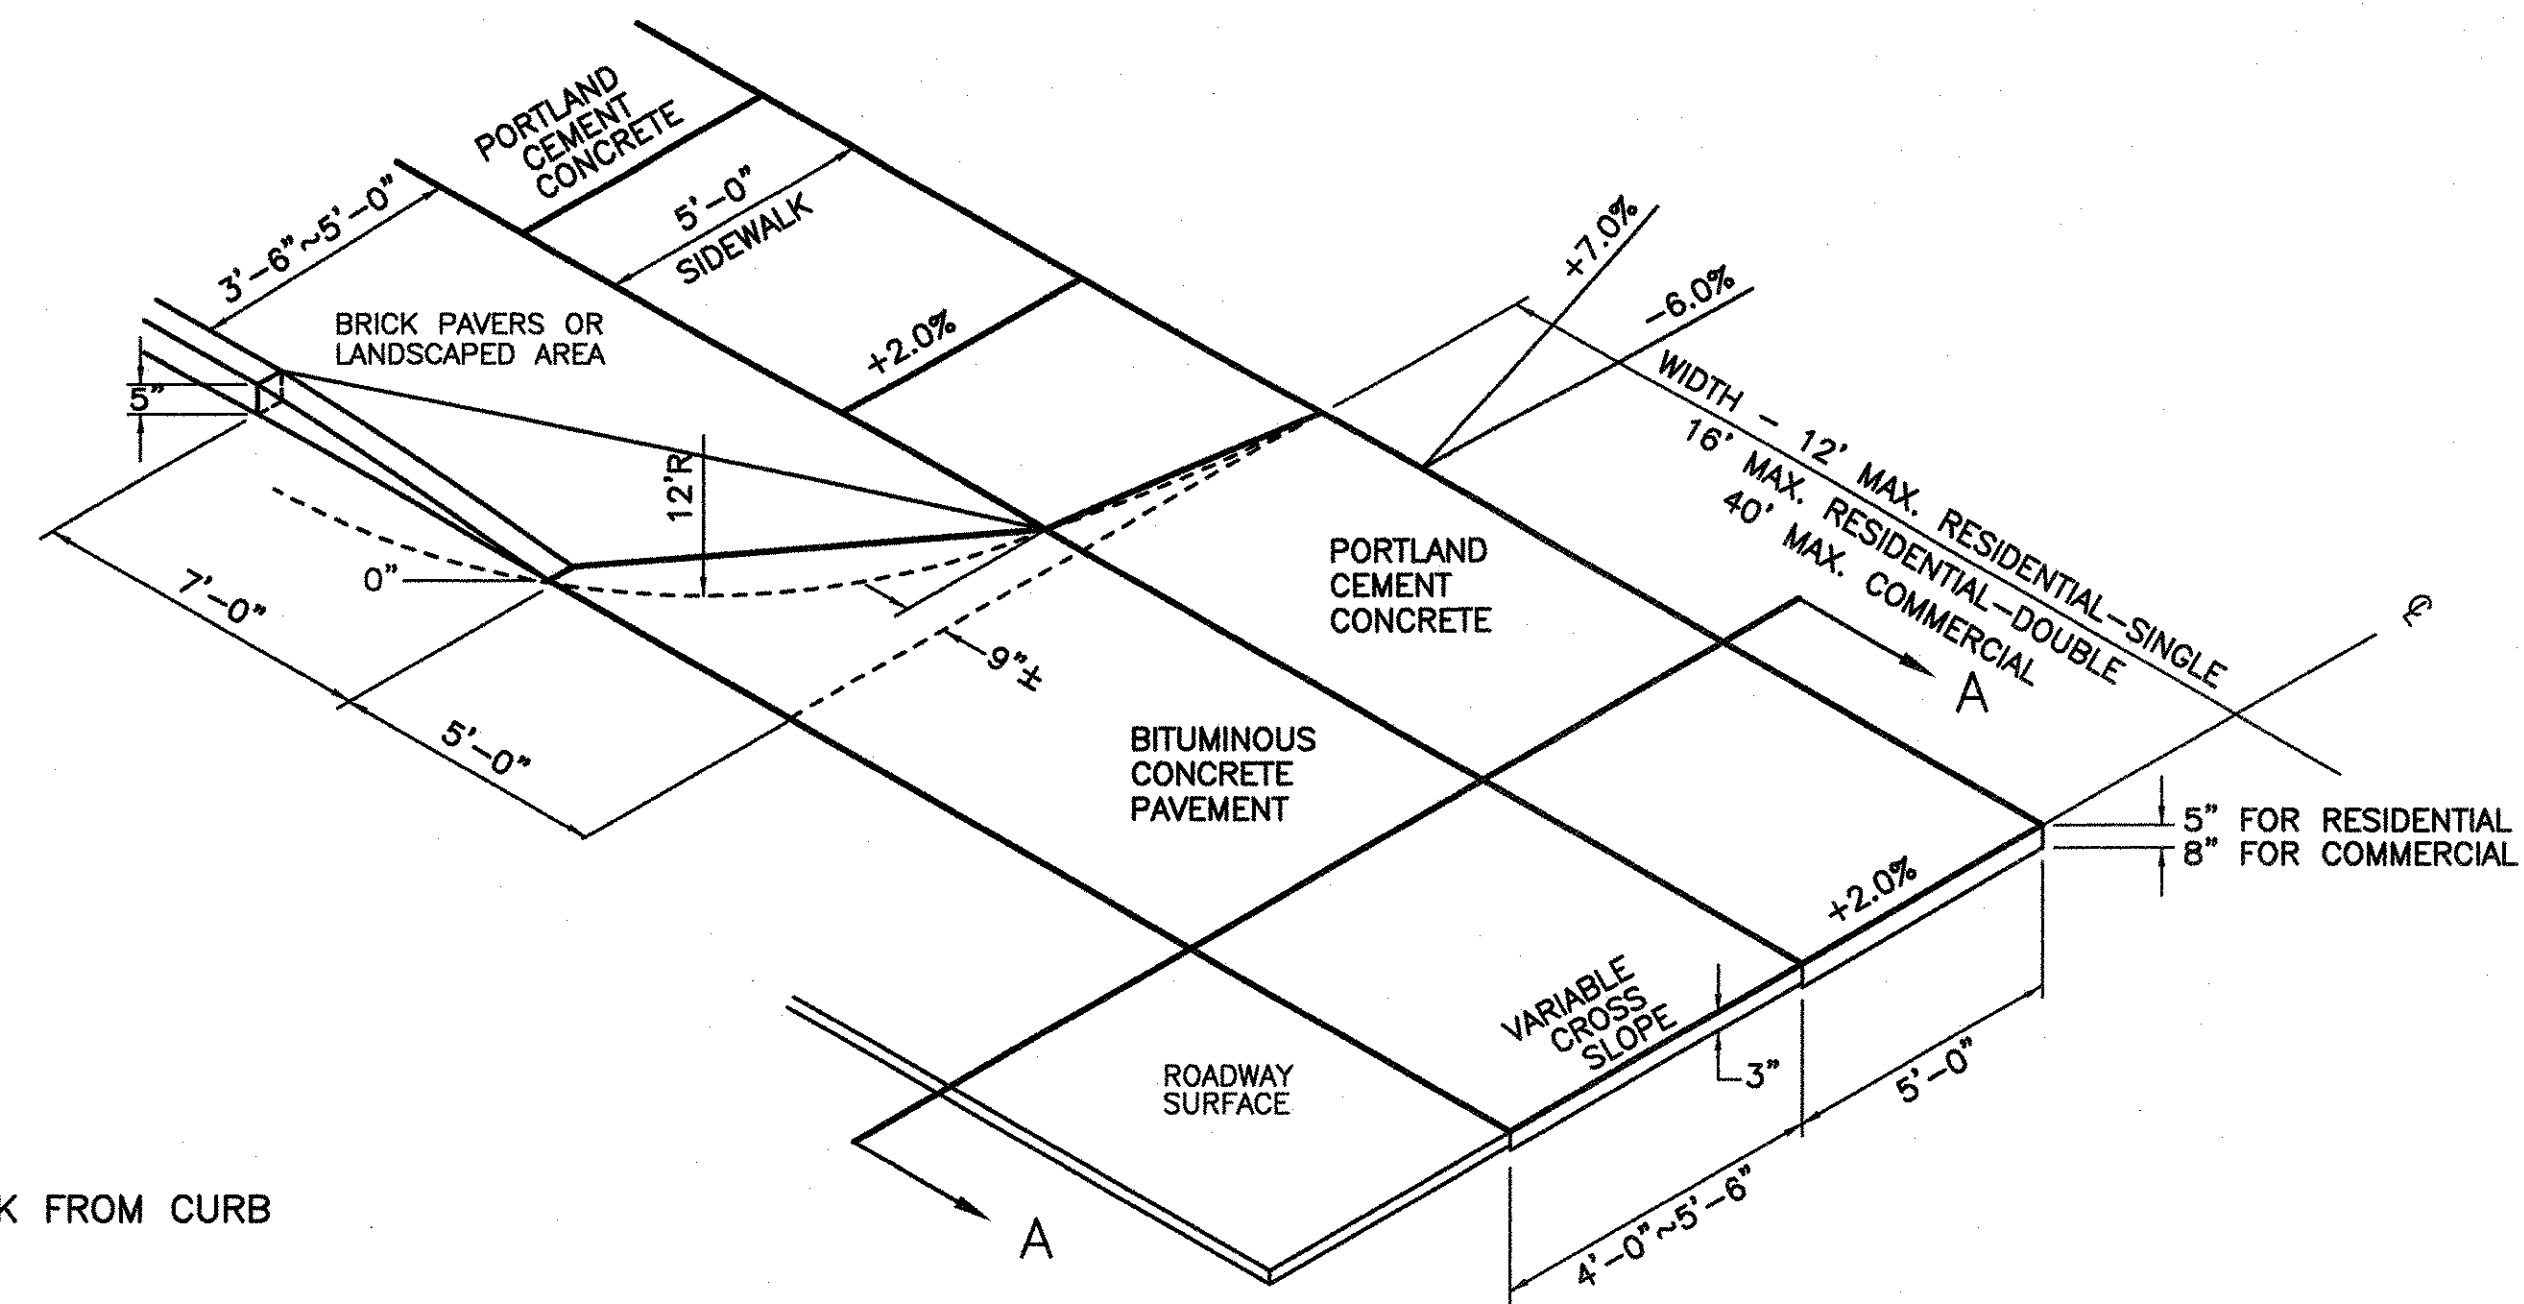 PORTLAND
CEMENT
CONCRETE
3'-6"~5'-0"
5'-0"
SIDEWALK
+7.0%
-6.0%
BRICK PAVERS OR
LANDSCAPED AREA
+2.0%
5"
WIDTH - 12' MAX. RESIDENTIAL-SINGLE
16' MAX. RESIDENTIAL-DOUBLE
40' MAX. COMMERCIAL
12'R
0"
PORTLAND
CEMENT
CONCRETE
7'-0"
9"±
℄
A
5'-0"
BITUMINOUS
CONCRETE
PAVEMENT
5" FOR RESIDENTIAL
8" FOR COMMERCIAL
+2.0%
VARIABLE
CROSS
SLOPE
3"
ROADWAY
SURFACE
5'-0"
4'-0"~5'-6"
K FROM CURB
A